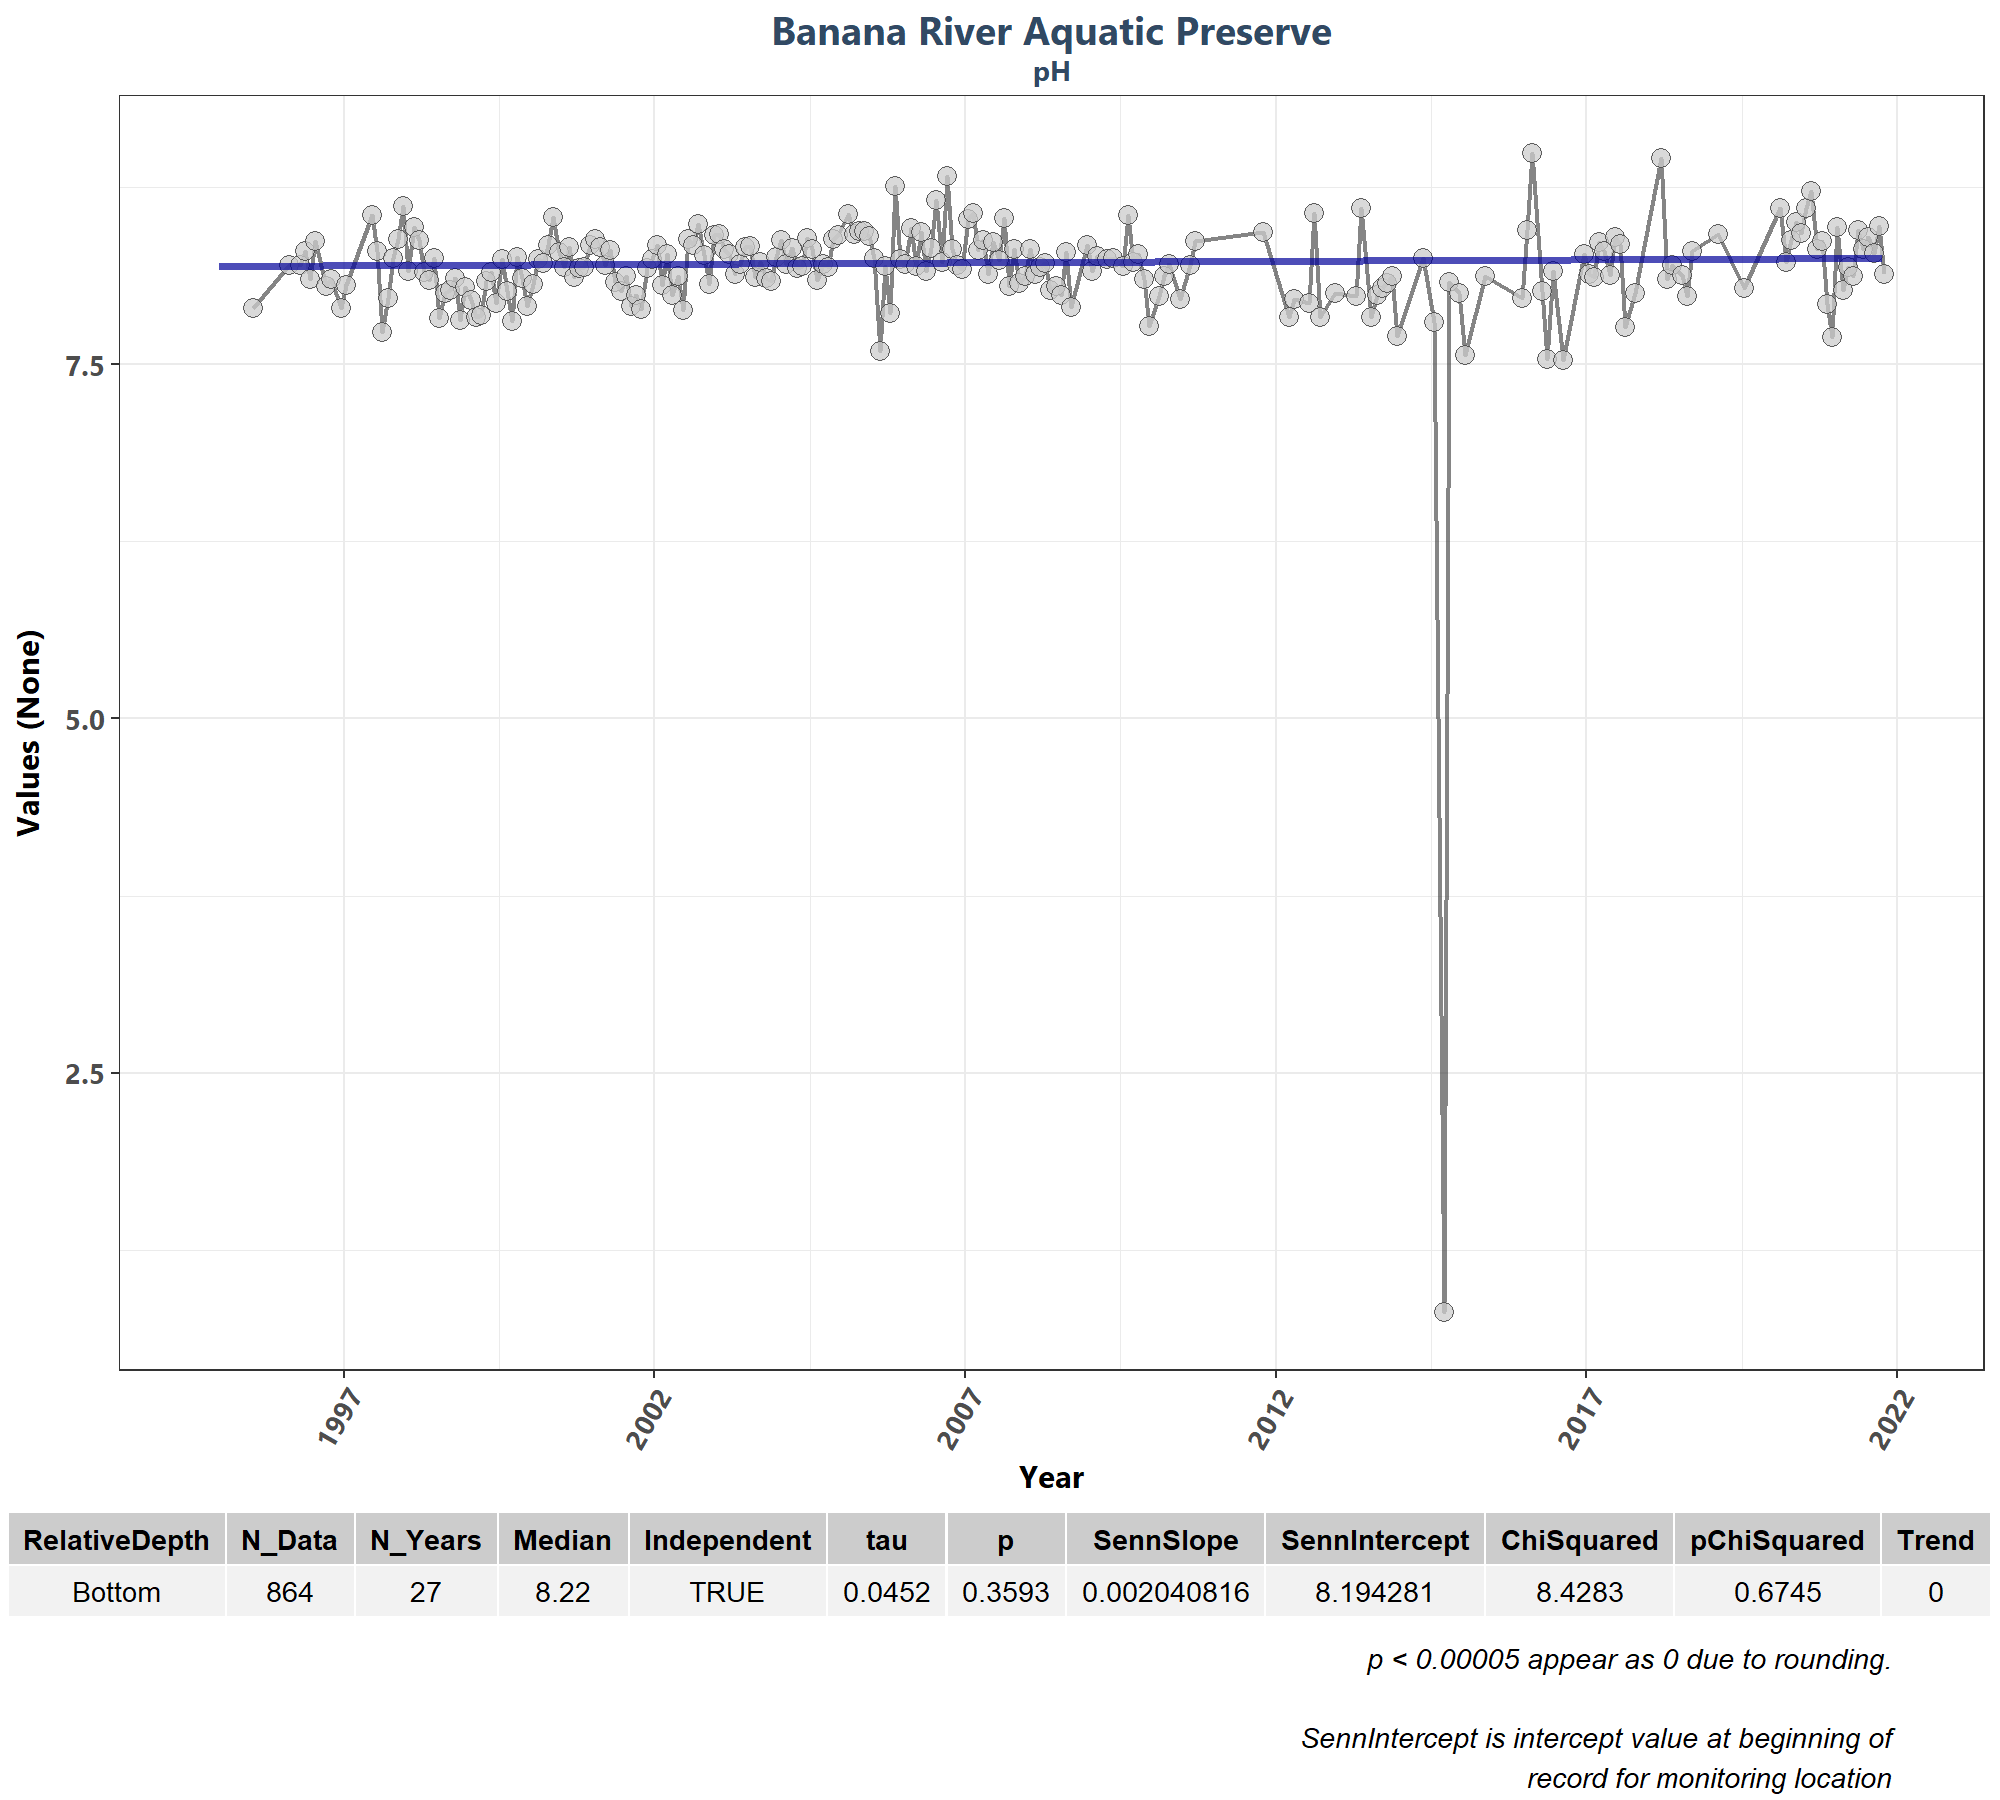 Banana River Aquatic Preserve
pH
Values (None)
7.5
5.0
2.5
1997 2002 2007 2012 2017 2022
Year
RelativeDepth N_Data N_Years Median Independent tau p SennSlope SennIntercept ChiSquared pChiSquared Trend
Bottom 864 27 8.22 TRUE 0.0452 0.3593 0.002040816 8.194281 8.4283 0.6745 0
p < 0.00005 appear as 0 due to rounding.
SennIntercept is intercept value at beginning of
record for monitoring location